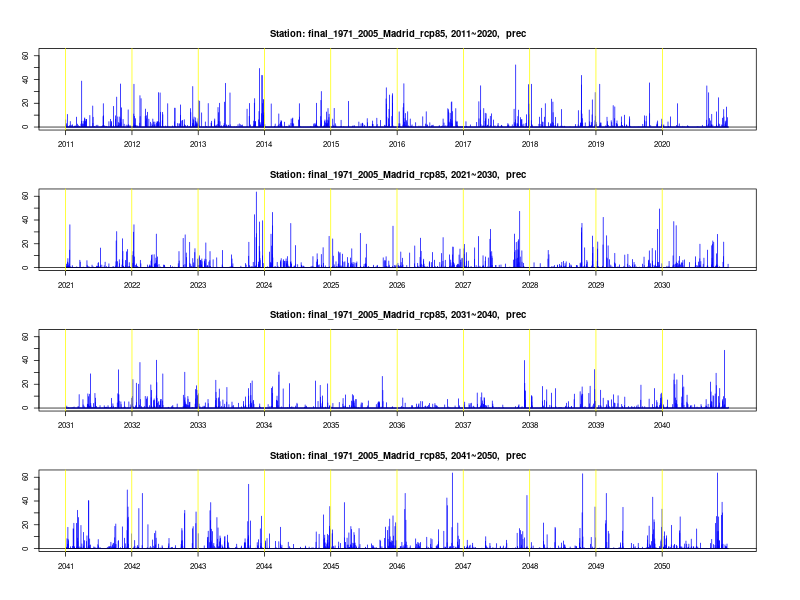 Station: final_1971_2005_Madrid_rcp85, 2011~2020, prec
60
40
20
0
2011 2012 2013 2014 2015 2016 2017 2018 2019 2020
Station: final_1971_2005_Madrid_rcp85, 2021~2030, prec
60
40
20
0
2021 2022 2023 2024 2025 2026 2027 2028 2029 2030
Station: final_1971_2005_Madrid_rcp85, 2031~2040, prec
60
40
20
0
2031 2032 2033 2034 2035 2036 2037 2038 2039 2040
Station: final_1971_2005_Madrid_rcp85, 2041~2050, prec
60
40
20
0
2041 2042 2043 2044 2045 2046 2047 2048 2049 2050